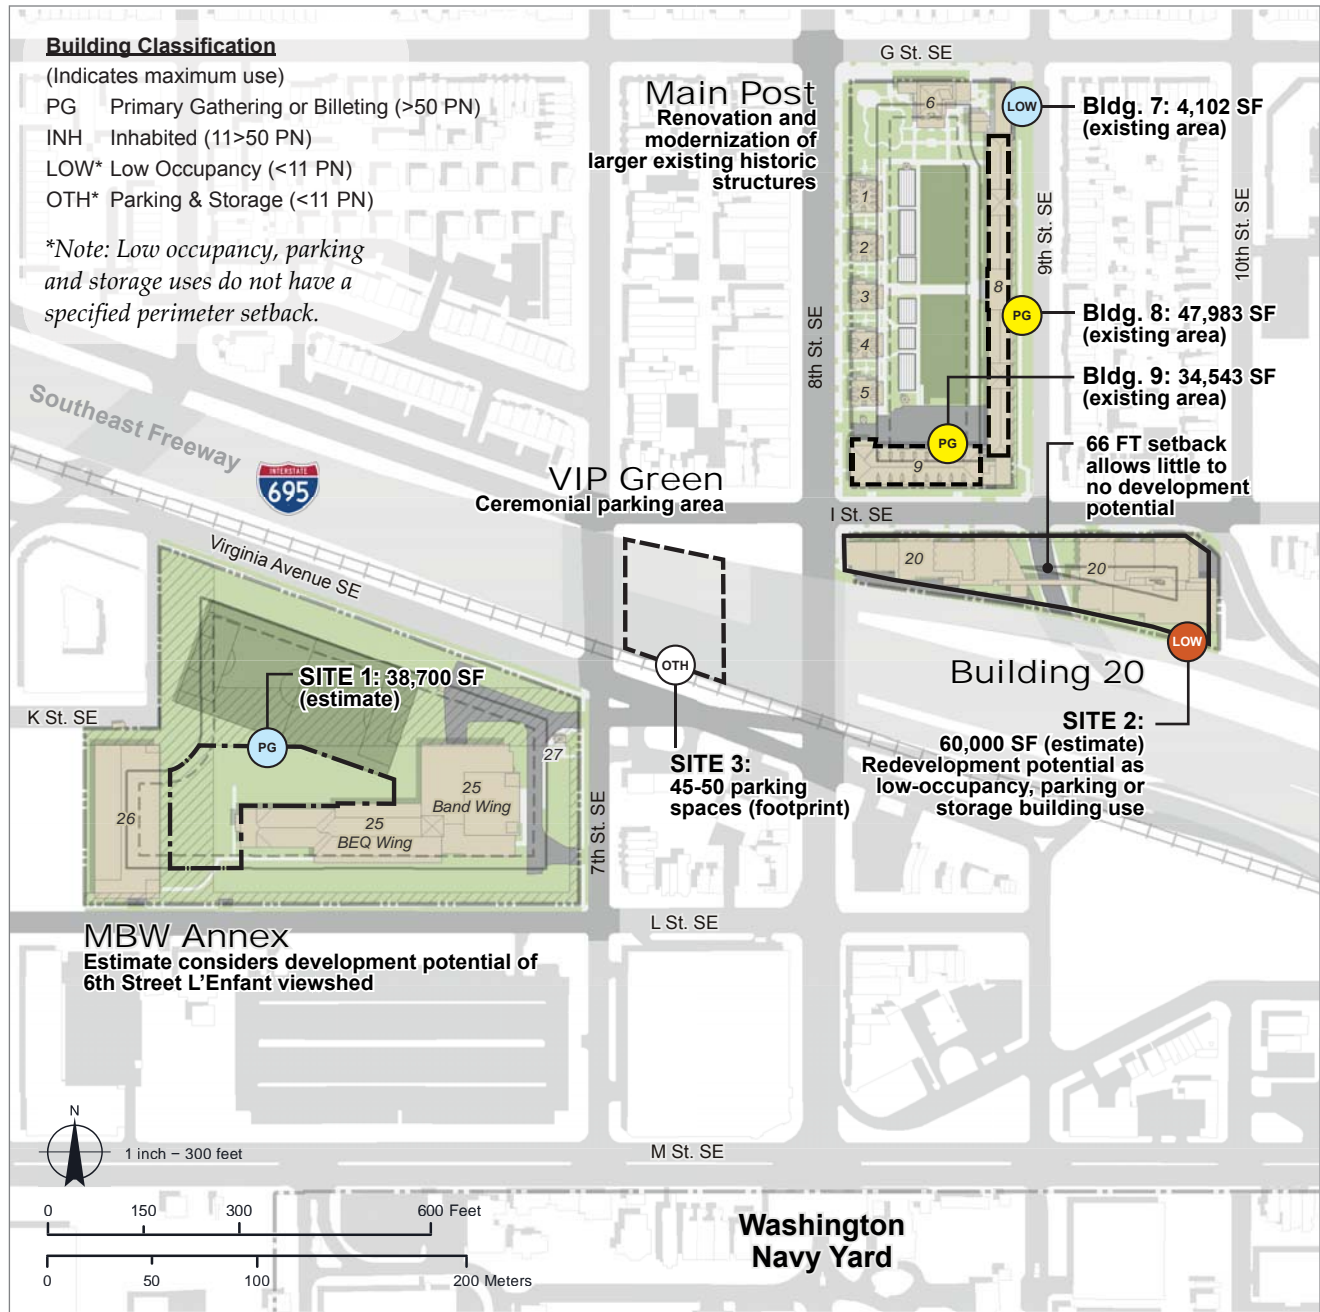 Building Classification
(Indicates maximum use)
PG Primary Gathering or Billeting (>50 PN)
INH Inhabited (11>50 PN)
LOW* Low Occupancy (<11 PN)
OTH* Parking & Storage (<11 PN)
*Note: Low occupancy, parking
and storage uses do not have a
specified perimeter setback.
G St. SE
Main Post
Renovation and
modernization of
larger existing historic
structures
6
LOW
Bldg. 7: 4,102 SF
(existing area)
1
2
3
4
5
8
9
8th St. SE
9th St. SE
10th St. SE
PG
Bldg. 8: 47,983 SF
(existing area)
Bldg. 9: 34,543 SF
(existing area)
PG
66 FT setback
allows little to
no development
potential
Southeast Freeway
INTERSTATE
695
VIP Green
Ceremonial parking area
I St. SE
Virginia Avenue SE
20
20
LOW
Building 20
SITE 2:
60,000 SF (estimate)
Redevelopment potential as
low-occupancy, parking or
storage building use
OTH
SITE 3:
45-50 parking
spaces (footprint)
SITE 1: 38,700 SF
(estimate)
PG
K St. SE
26
27
25
Band Wing
25
BEQ Wing
7th St. SE
L St. SE
MBW Annex
Estimate considers development potential of
6th Street L'Enfant viewshed
M St. SE
N
1 inch – 300 feet
0 150 300 600 Feet
0 50 100 200 Meters
Washington
Navy Yard